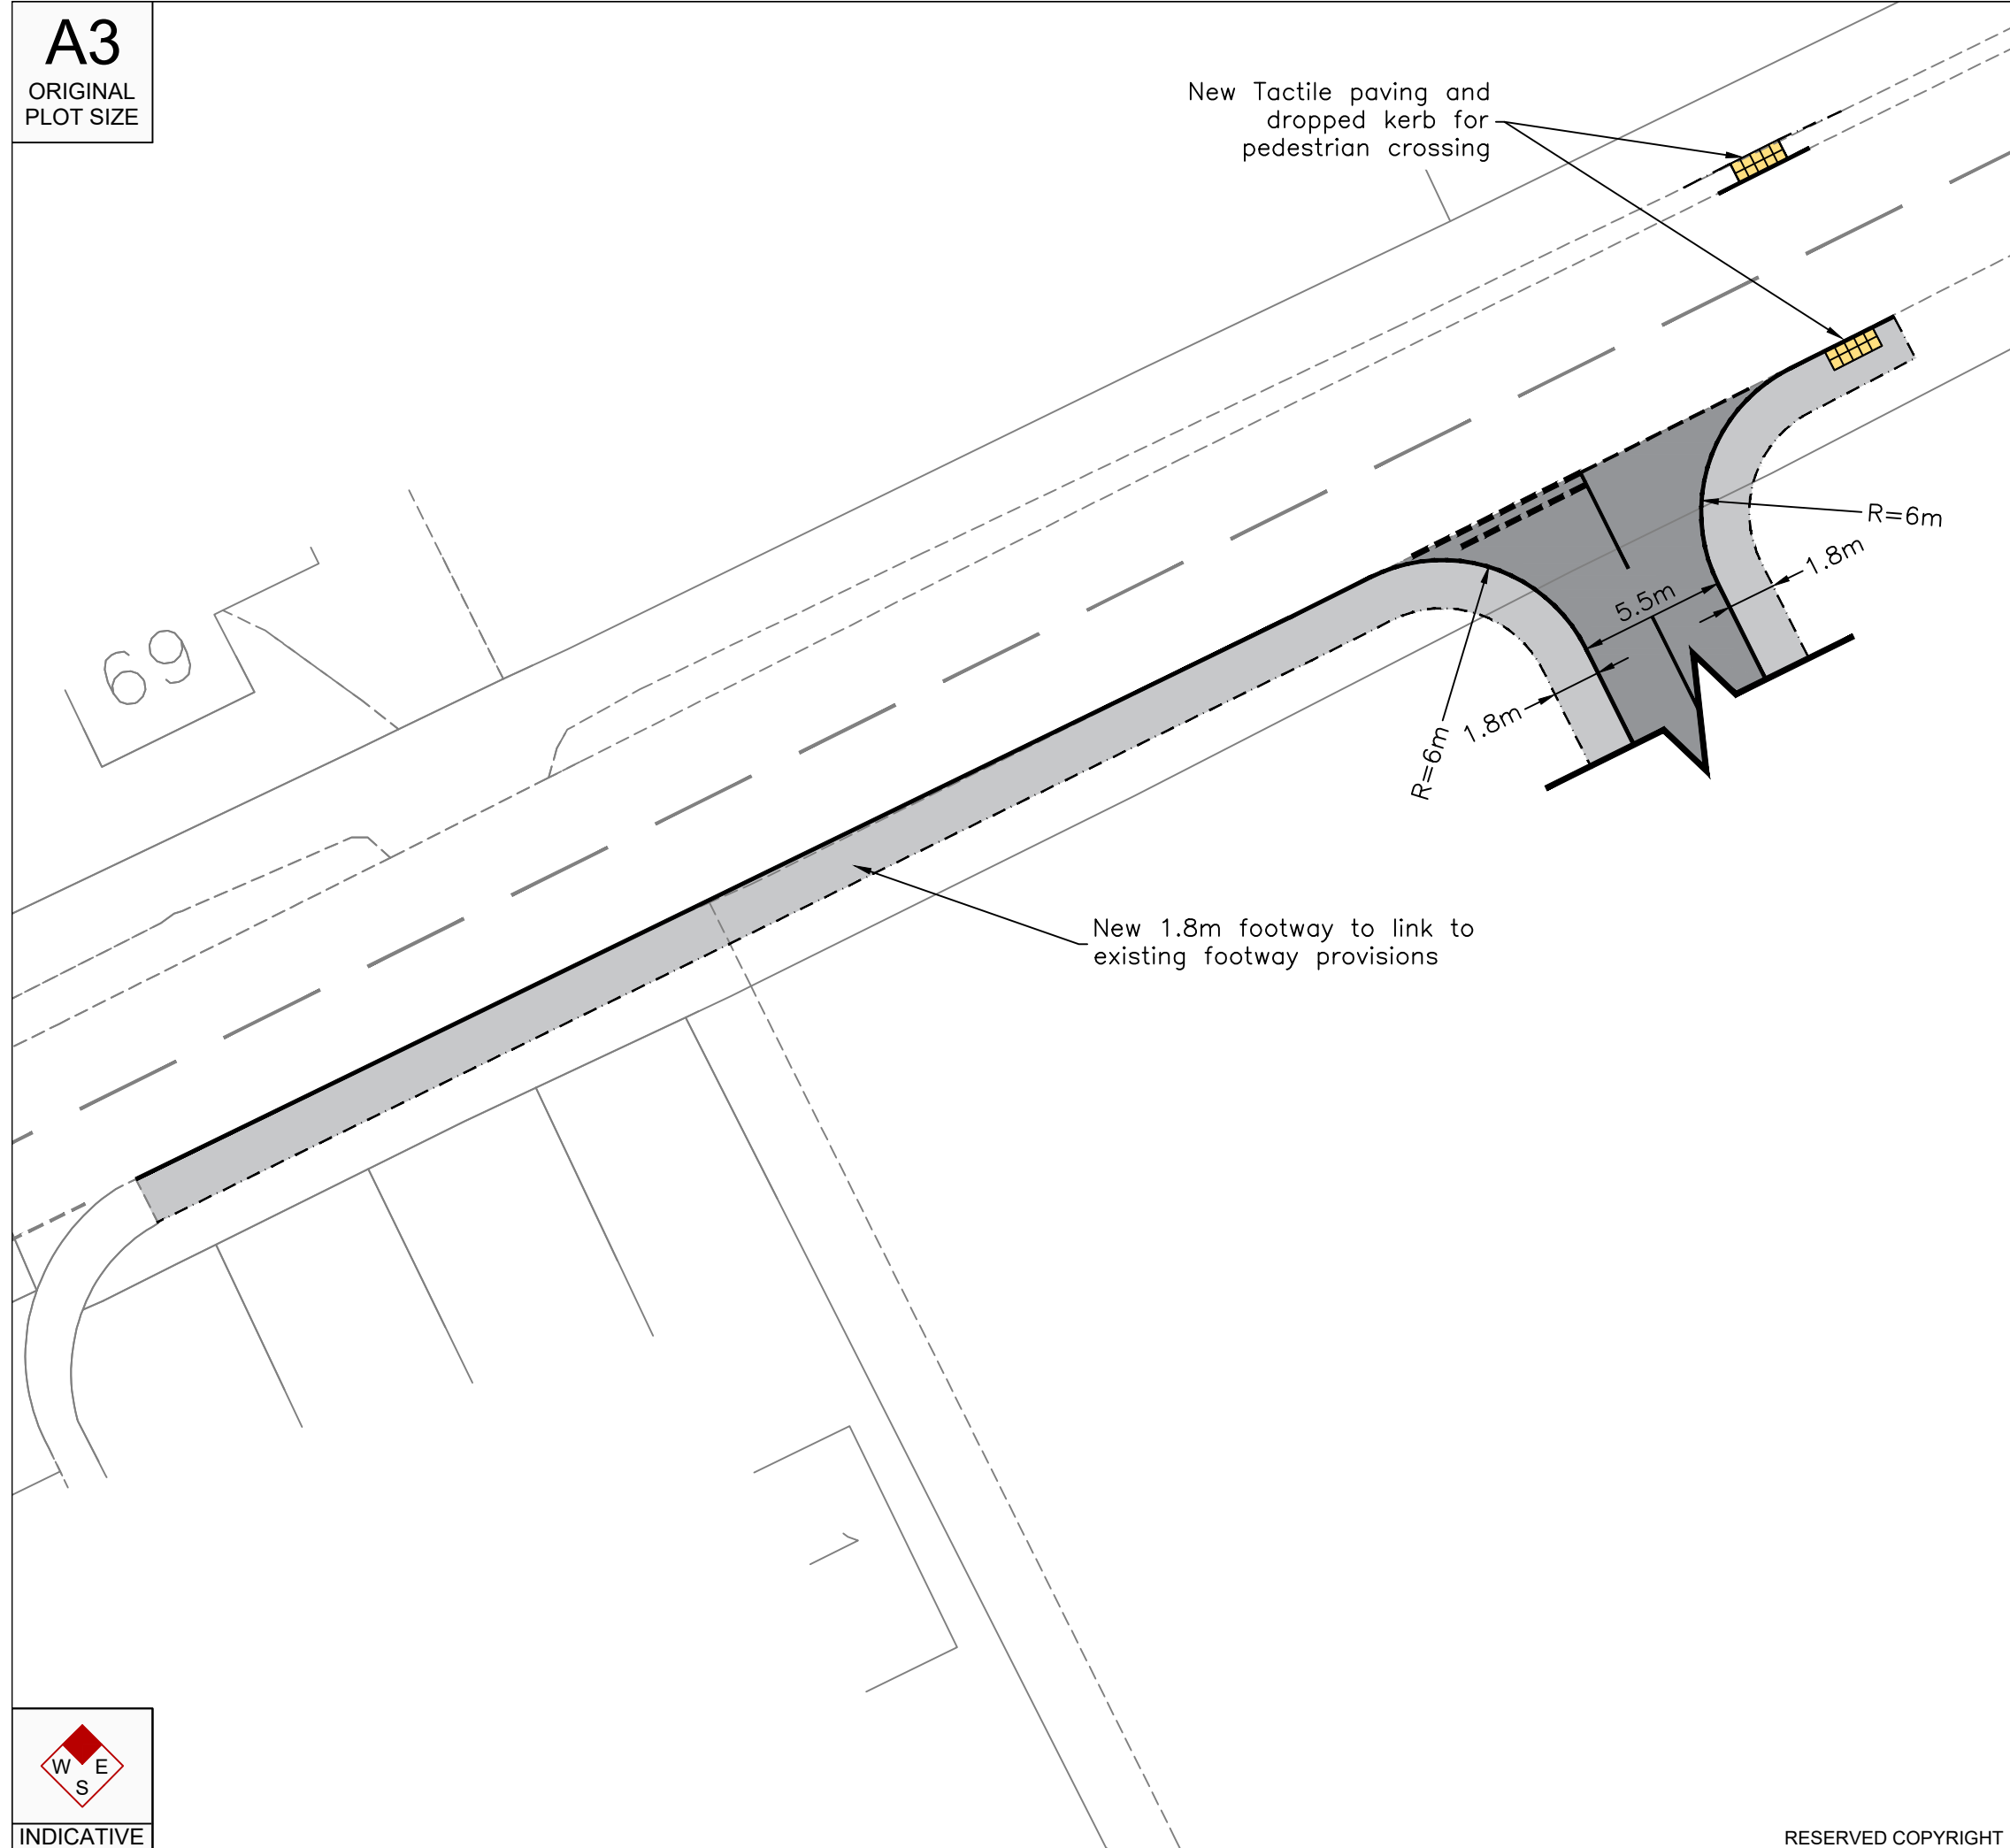 A3
ORIGINAL
PLOT SIZE
New Tactile paving and
dropped kerb for
pedestrian crossing
R=6m
1.8m
5.5m
1.8m
R=6m
69
New 1.8m footway to link to
existing footway provisions
W E
S
INDICATIVE
RESERVED COPYRIGHT